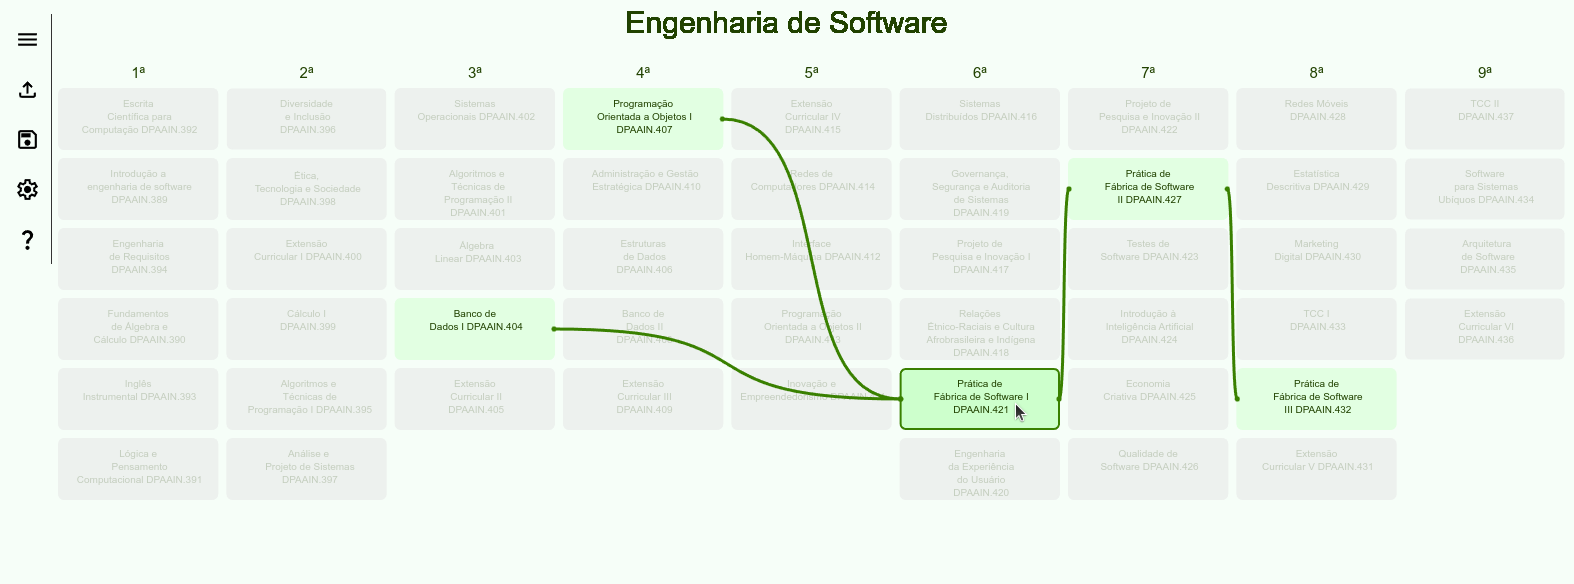 Engenharia de Software
1ª
2ª
3ª
4ª
5ª
6ª
7ª
8ª
9ª
Escrita
Científica para
Computação DPAAIN.392
Introdução a
engenharia de software
DPAAIN.389
Engenharia
de Requisitos
DPAAIN.394
Fundamentos
de Álgebra e
Cálculo DPAAIN.390
Inglês
Instrumental DPAAIN.393
Lógica e
Pensamento
Computacional DPAAIN.391
Diversidade
e Inclusão
DPAAIN.396
Ética,
Tecnologia e Sociedade
DPAAIN.398
Extensão
Curricular I DPAAIN.400
Cálculo I
DPAAIN.399
Algoritmos e
Técnicas de
Programação I DPAAIN.395
Análise e
Projeto de Sistemas
DPAAIN.397
Sistemas
Operacionais DPAAIN.402
Algoritmos e
Técnicas de
Programação II
DPAAIN.401
Álgebra
Linear DPAAIN.403
Banco de
Dados I DPAAIN.404
Extensão
Curricular II
DPAAIN.405
Programação
Orientada a Objetos I
DPAAIN.407
Administração e Gestão
Estratégica DPAAIN.410
Estruturas
de Dados
DPAAIN.406
Banco de
Dados II
Extensão
Curricular III
DPAAIN.409
Extensão
Curricular IV
DPAAIN.415
Redes de
Computadores DPAAIN.414
Interface
Homem-Máquina DPAAIN.412
Programação
Orientada a Objetos II
Inovação e
Empreendedorismo
Sistemas
Distribuídos DPAAIN.416
Governança,
Segurança e Auditoria
de Sistemas
DPAAIN.419
Projeto de
Pesquisa e Inovação I
DPAAIN.417
Relações
Étnico-Raciais e Cultura
Afrobrasileira e Indígena
DPAAIN.418
Prática de
Fábrica de Software I
DPAAIN.421
Engenharia
da Experiência
do Usuário
DPAAIN.420
Projeto de
Pesquisa e Inovação II
DPAAIN.422
Prática de
Fábrica de Software
II DPAAIN.427
Testes de
Software DPAAIN.423
Introdução à
Inteligência Artificial
DPAAIN.424
Economia
Criativa DPAAIN.425
Qualidade de
Software DPAAIN.426
Redes Móveis
DPAAIN.428
Estatística
Descritiva DPAAIN.429
Marketing
Digital DPAAIN.430
TCC I
DPAAIN.433
Prática de
Fábrica de Software
III DPAAIN.432
Extensão
Curricular V DPAAIN.431
TCC II
DPAAIN.437
Software
para Sistemas
Ubíquos DPAAIN.434
Arquitetura
de Software
DPAAIN.435
Extensão
Curricular VI
DPAAIN.436